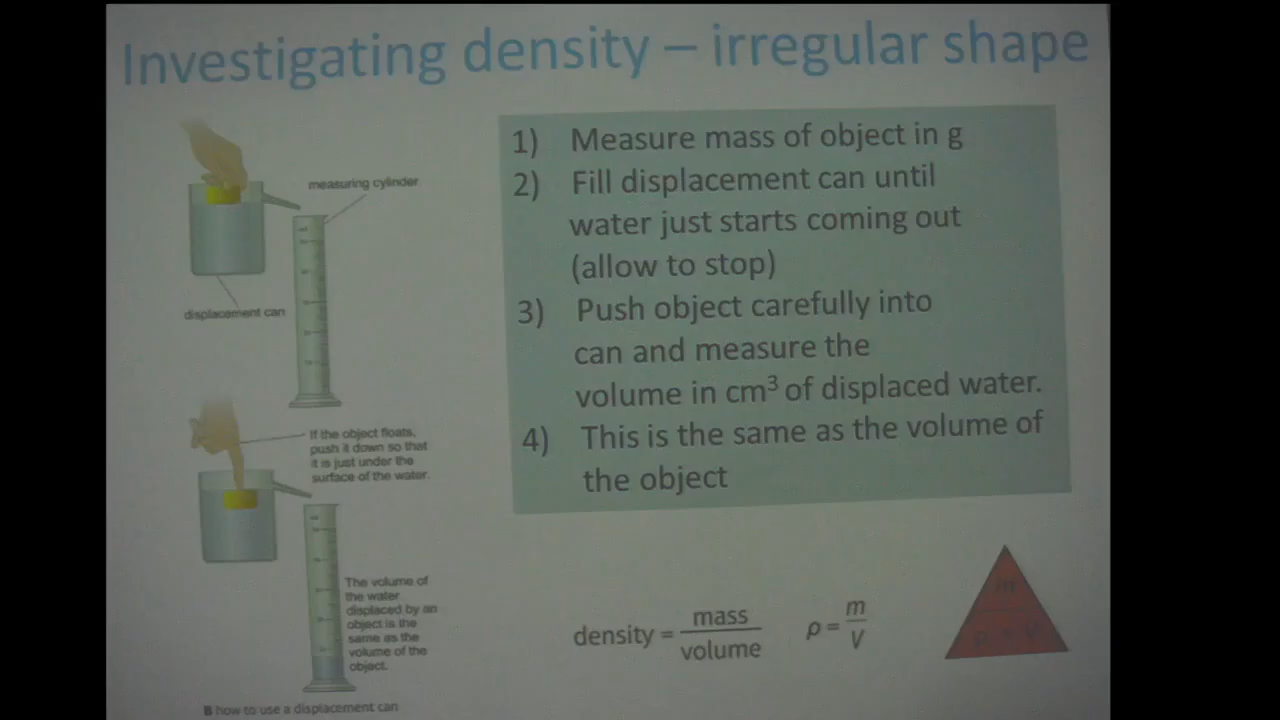 Investigating density – irregular shape
measuring cylinder
displacement can
If the object floats,
push it down so that
it is just under the
surface of the water.
The volume of
the water
displaced by an
object is the
same as the
volume of the
object.
B how to use a displacement can
1) Measure mass of object in g
2) Fill displacement can until
water just starts coming out
(allow to stop)
3) Push object carefully into
can and measure the
volume in cm³ of displaced water.
4) This is the same as the volume of
the object
density = mass / volume
ρ = m / V
m